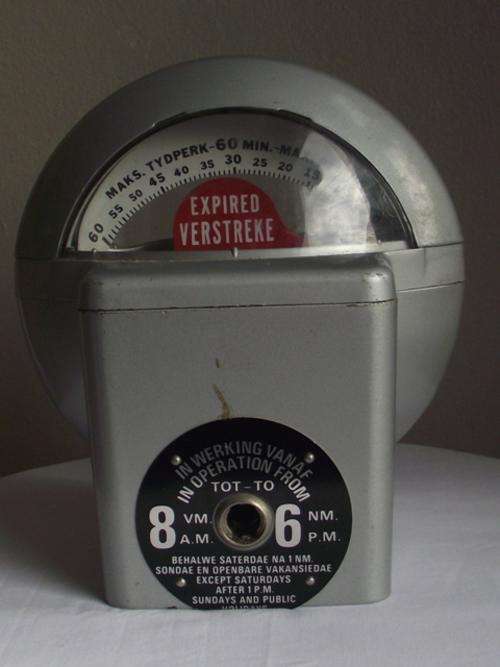 MAKS. TYDPERK-60 MIN.-MA
60 55 50 45 40 35 30 25 20 15
EXPIRED
VERSTREKE
IN WERKING VANAF
IN OPERATION FROM
TOT-TO
8 VM. 6 NM.
A.M. P.M.
BEHALWE SATERDAE NA 1 NM.
SONDAE EN OPENBARE VAKANSIEDAE
EXCEPT SATURDAYS
AFTER 1 P.M.
SUNDAYS AND PUBLIC
HOLIDAYS